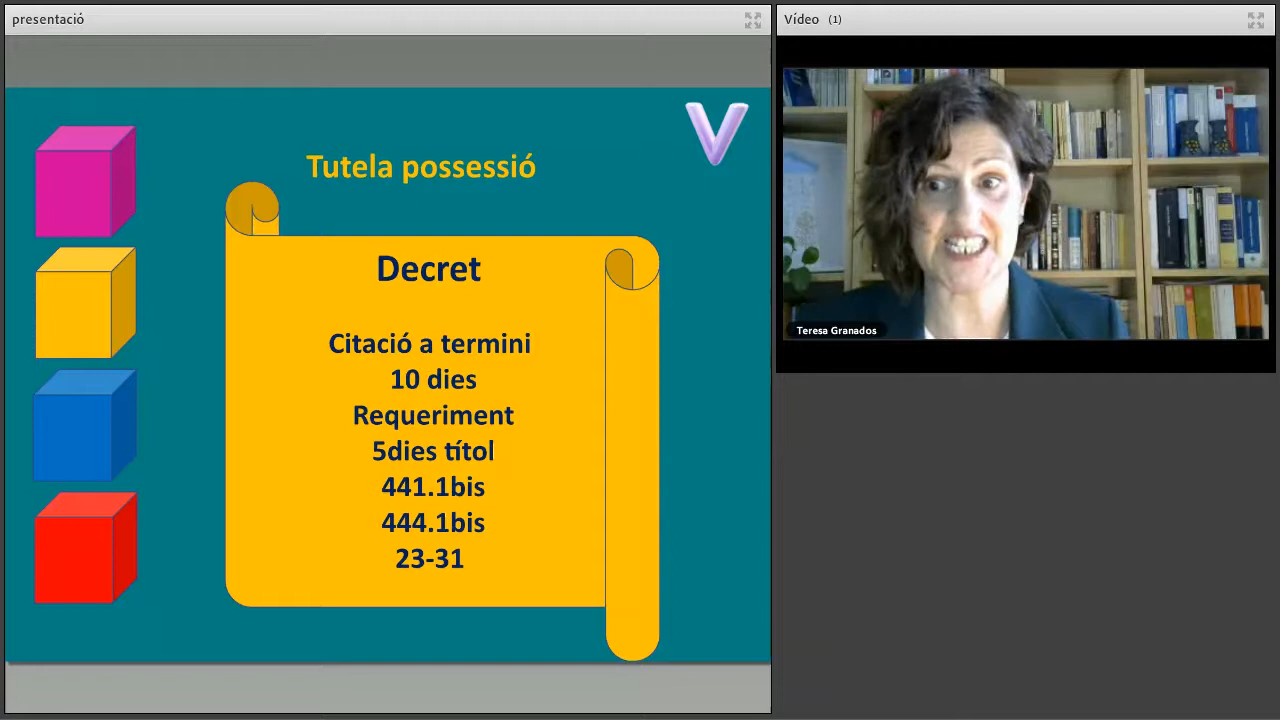 presentació
Vídeo (1)
V
Tutela possessió
Decret
Citació a termini
10 dies
Requeriment
5dies títol
441.1bis
444.1bis
23-31
Teresa Granados